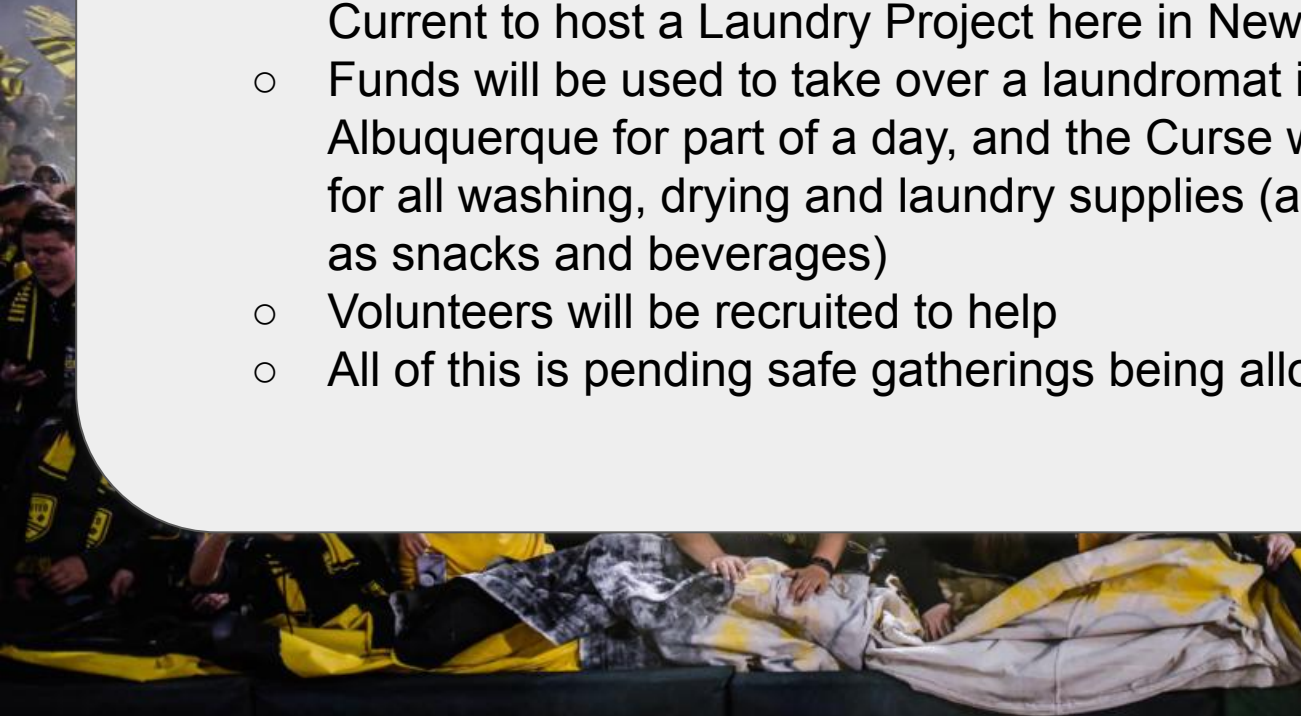 Current to host a Laundry Project here in New
○ Funds will be used to take over a laundromat
Albuquerque for part of a day, and the Curse
for all washing, drying and laundry supplies (a
as snacks and beverages)
○ Volunteers will be recruited to help
○ All of this is pending safe gatherings being allo